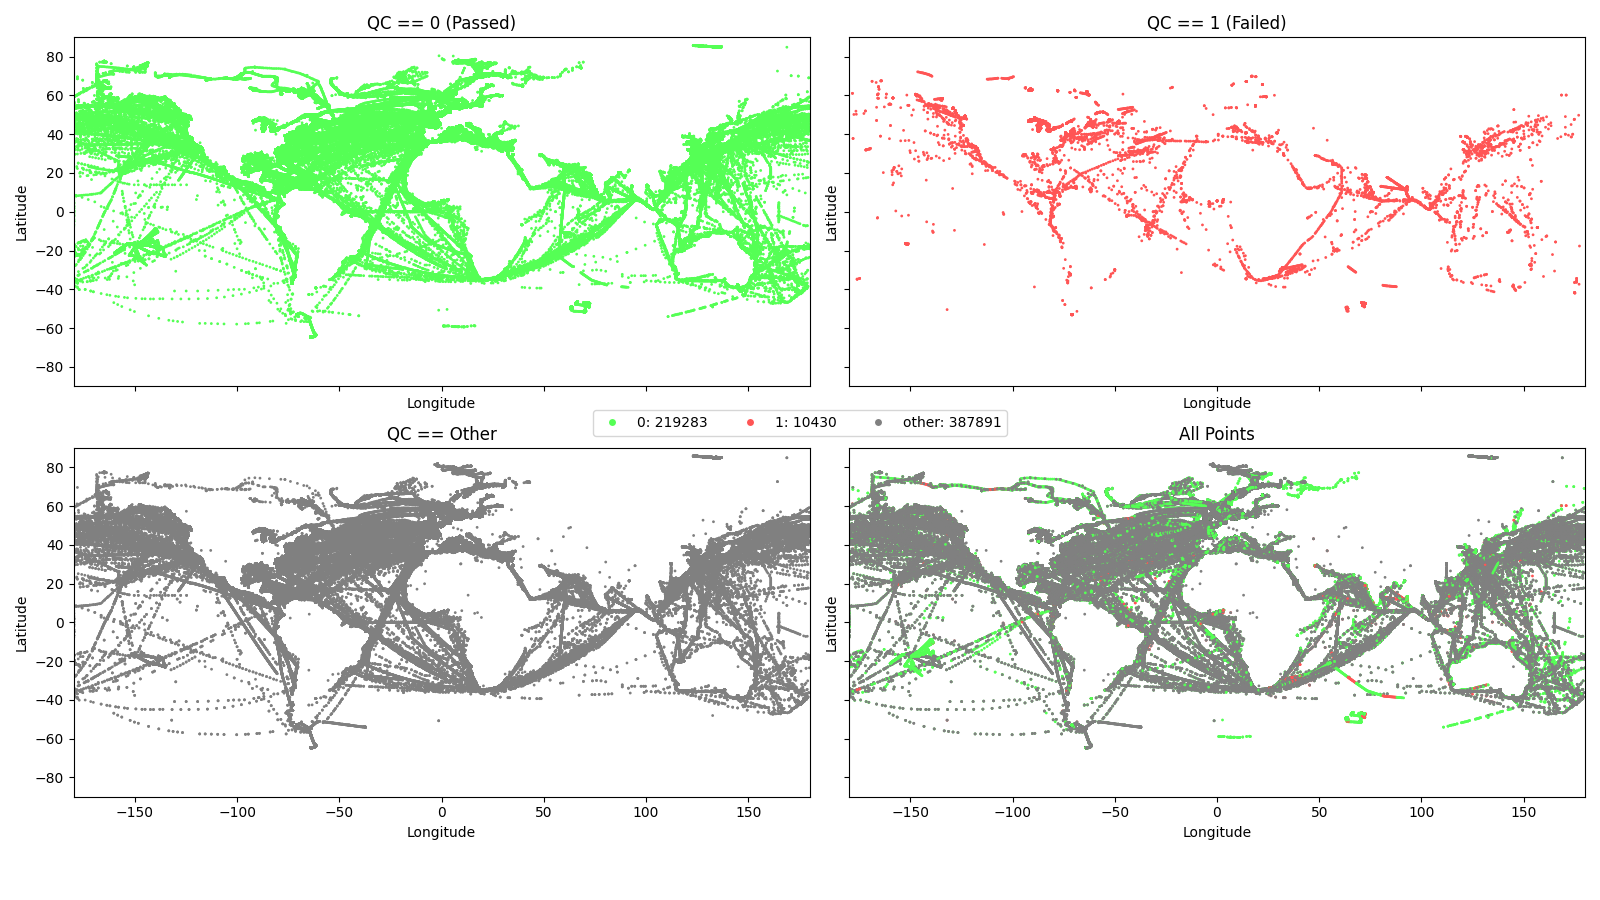 QC == 0 (Passed)
QC == 1 (Failed)
80
60
40
20
0
−20
−40
−60
−80
Latitude
Latitude
Longitude
Longitude
0: 219283 1: 10430 other: 387891
QC == Other
All Points
80
60
40
20
0
−20
−40
−60
−80
Latitude
Latitude
−150 −100 −50 0 50 100 150
−150 −100 −50 0 50 100 150
Longitude
Longitude